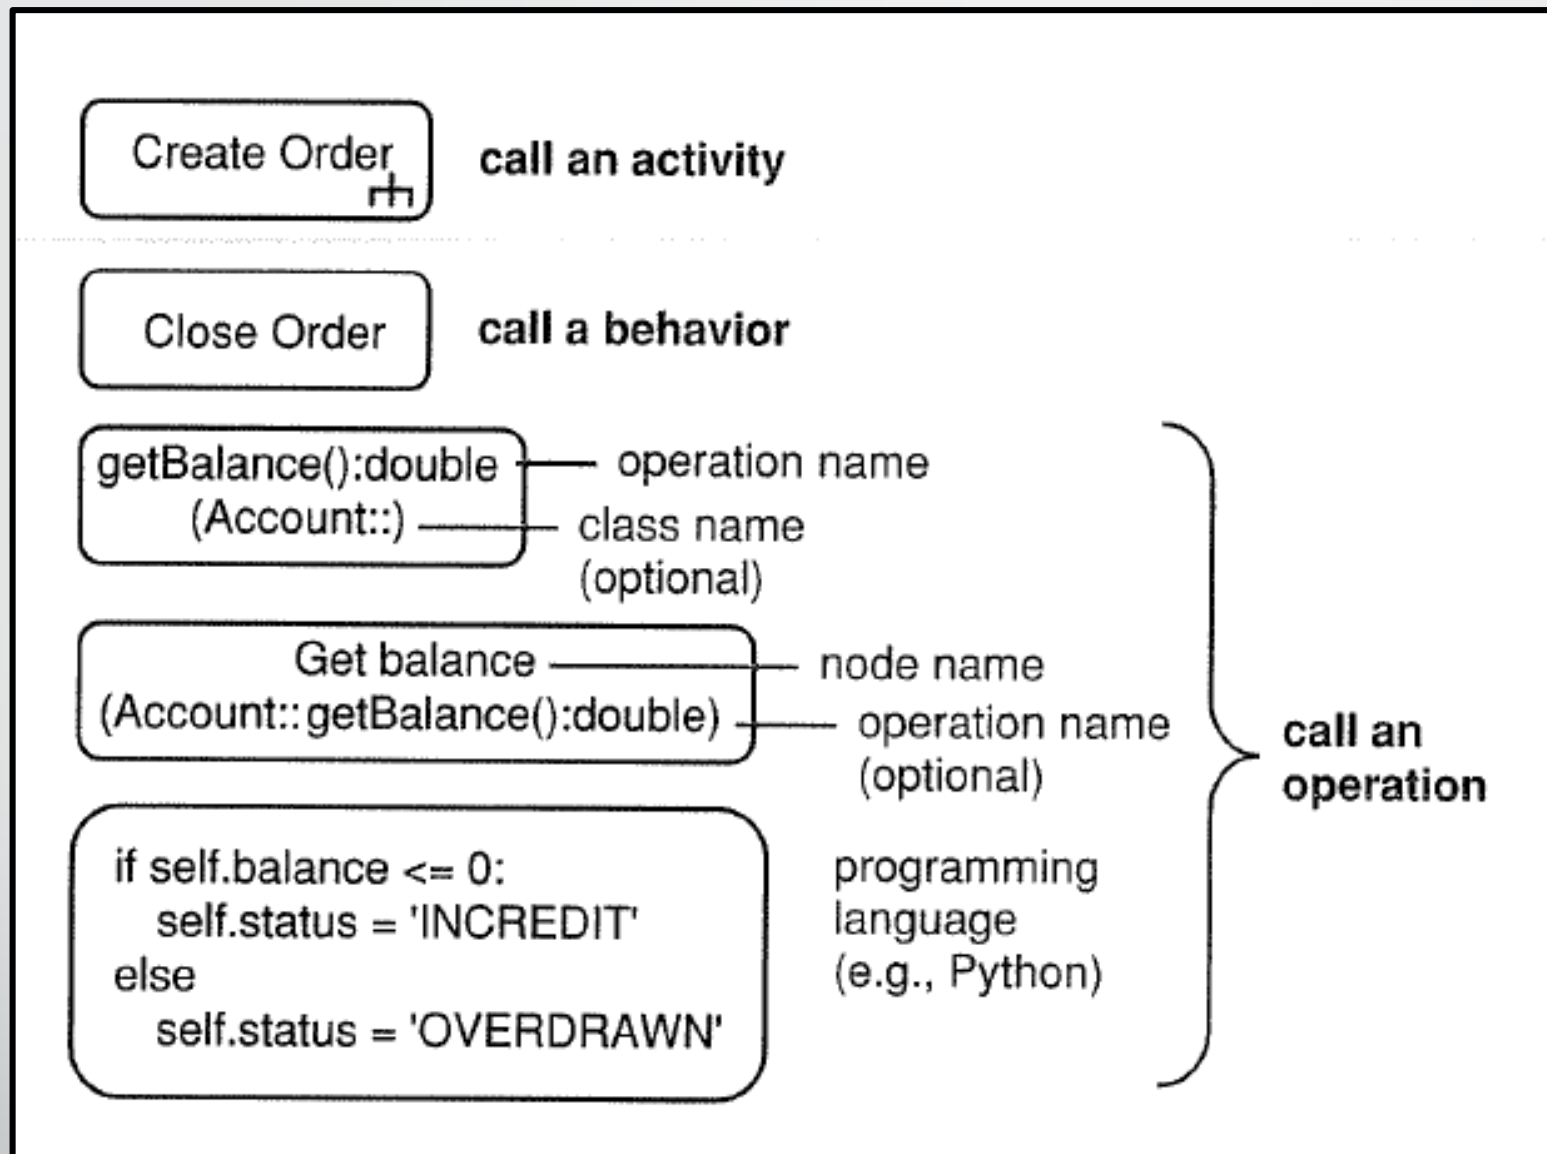 Create Order
call an activity
Close Order
call a behavior
getBalance():double
operation name
(Account::)
class name
(optional)
Get balance
node name
(Account::getBalance():double)
operation name
(optional)
call an
operation
if self.balance <= 0:
self.status = 'INCREDIT'
else
self.status = 'OVERDRAWN'
programming
language
(e.g., Python)